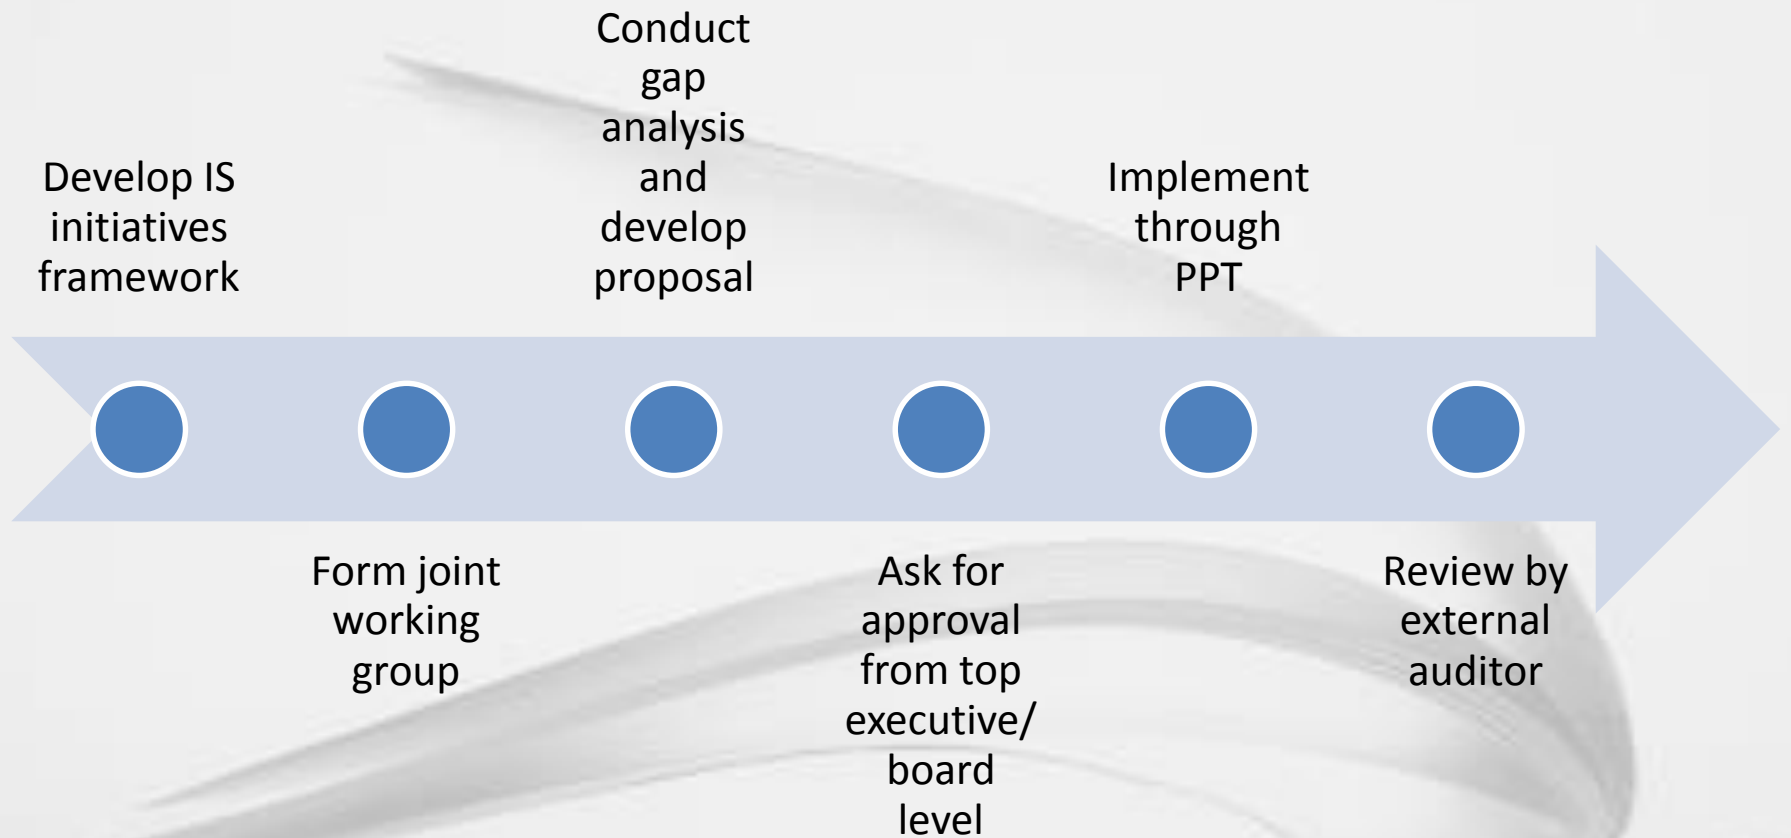 Develop IS
initiatives
framework
Form joint
working
group
Conduct
gap
analysis
and
develop
proposal
Ask for
approval
from top
executive/
board
level
Implement
through
PPT
Review by
external
auditor